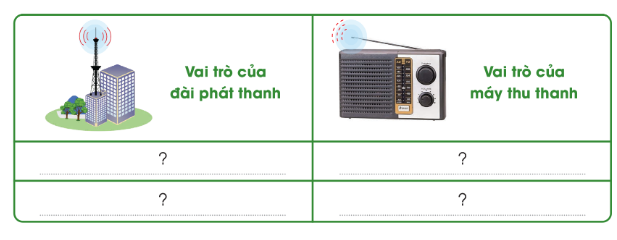 Vai trò của
đài phát thanh
Vai trò của
máy thu thanh
?
?
?
?